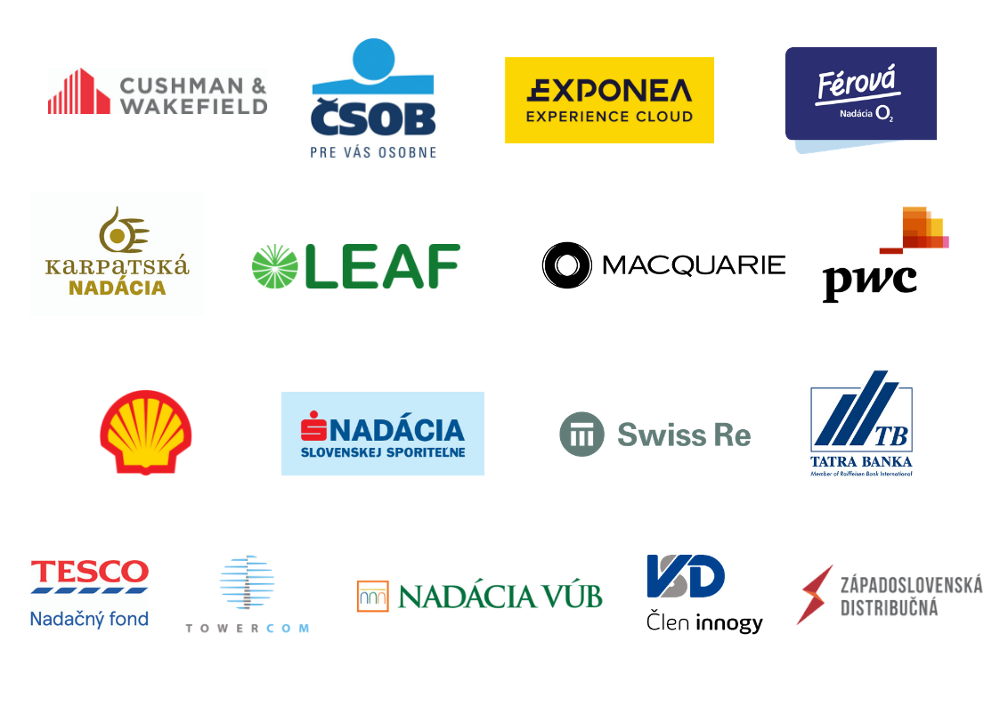 CUSHMAN &
WAKEFIELD
ČSOB
PRE VÁS OSOBNE
EXPONEA
EXPERIENCE CLOUD
Férová
Nadácia O2
KARPATSKÁ
NADÁCIA
LEAF
MACQUARIE
pwc
NADÁCIA
SLOVENSKEJ SPORITEĽNE
Swiss Re
TB
TATRA BANKA
Member of Raiffeisen Bank International
TESCO
Nadačný fond
TOWERCOM
NADÁCIA VÚB
VSD
Člen innogy
ZÁPADOSLOVENSKÁ
DISTRIBUČNÁ